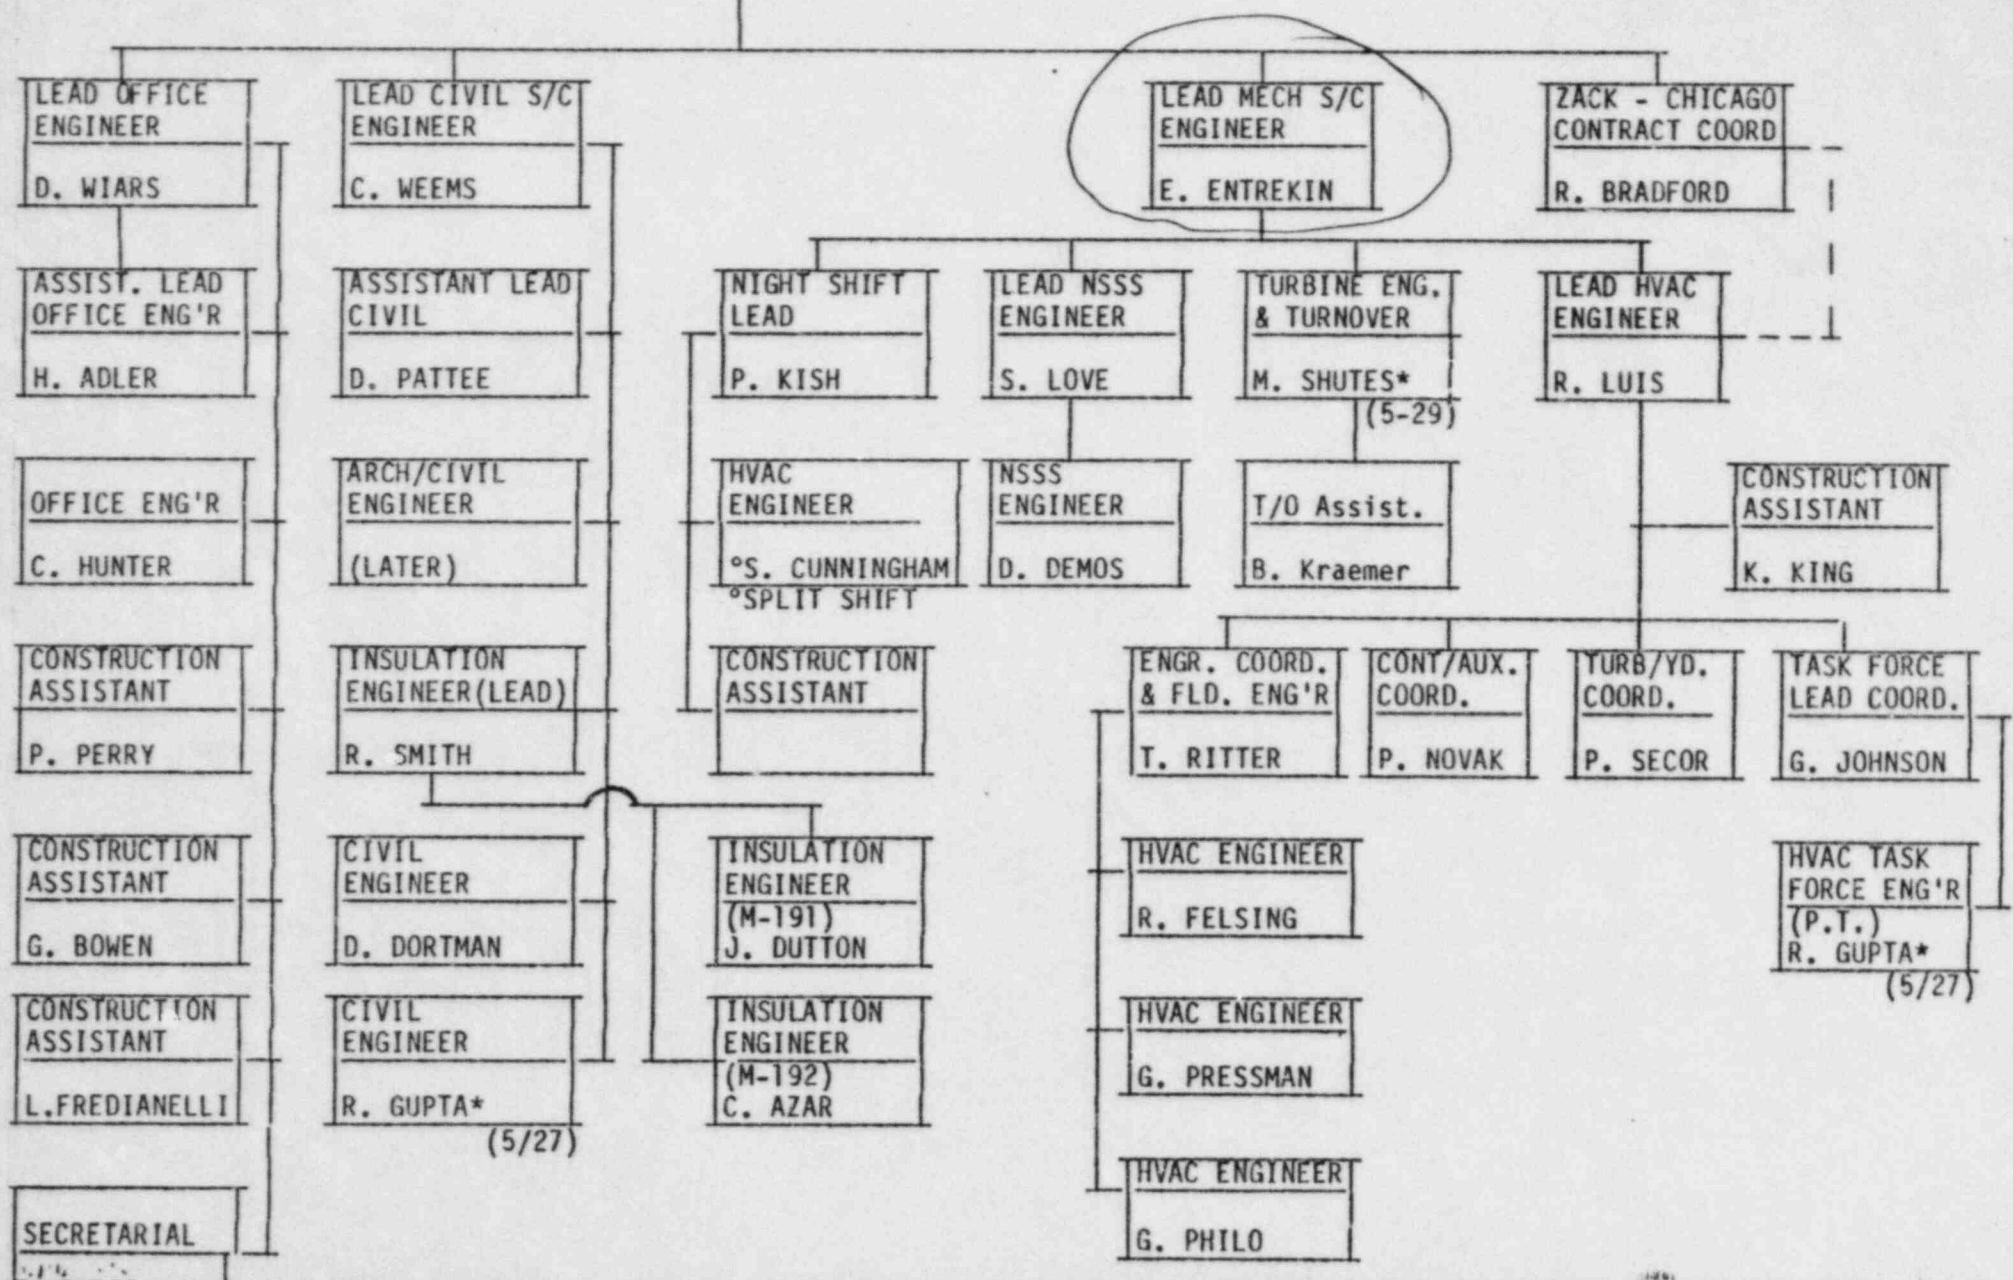 LEAD OFFICE
ENGINEER
D. WIARS
LEAD CIVIL S/C
ENGINEER
C. WEEMS
LEAD MECH S/C
ENGINEER
E. ENTREKIN
ZACK - CHICAGO
CONTRACT COORD
R. BRADFORD
ASSIST. LEAD
OFFICE ENG'R
H. ADLER
ASSISTANT LEAD
CIVIL
D. PATTEE
NIGHT SHIFT
LEAD
P. KISH
LEAD NSSS
ENGINEER
S. LOVE
TURBINE ENG.
& TURNOVER
M. SHUTES*
(5-29)
LEAD HVAC
ENGINEER
R. LUIS
OFFICE ENG'R
C. HUNTER
ARCH/CIVIL
ENGINEER
(LATER)
HVAC
ENGINEER
°S. CUNNINGHAM
°SPLIT SHIFT
NSSS
ENGINEER
D. DEMOS
T/O Assist.
B. Kraemer
CONSTRUCTION
ASSISTANT
K. KING
CONSTRUCTION
ASSISTANT
P. PERRY
INSULATION
ENGINEER(LEAD)
R. SMITH
CONSTRUCTION
ASSISTANT
ENGR. COORD.
& FLD. ENG'R
T. RITTER
CONT/AUX.
COORD.
P. NOVAK
TURB/YD.
COORD.
P. SECOR
TASK FORCE
LEAD COORD.
G. JOHNSON
CONSTRUCTION
ASSISTANT
G. BOWEN
CIVIL
ENGINEER
D. DORTMAN
INSULATION
ENGINEER
(M-191)
J. DUTTON
HVAC ENGINEER
R. FELSING
HVAC TASK
FORCE ENG'R
(P.T.)
R. GUPTA*
(5/27)
CONSTRUCTION
ASSISTANT
L.FREDIANELLI
CIVIL
ENGINEER
R. GUPTA*
(5/27)
INSULATION
ENGINEER
(M-192)
C. AZAR
HVAC ENGINEER
G. PRESSMAN
HVAC ENGINEER
G. PHILO
SECRETARIAL